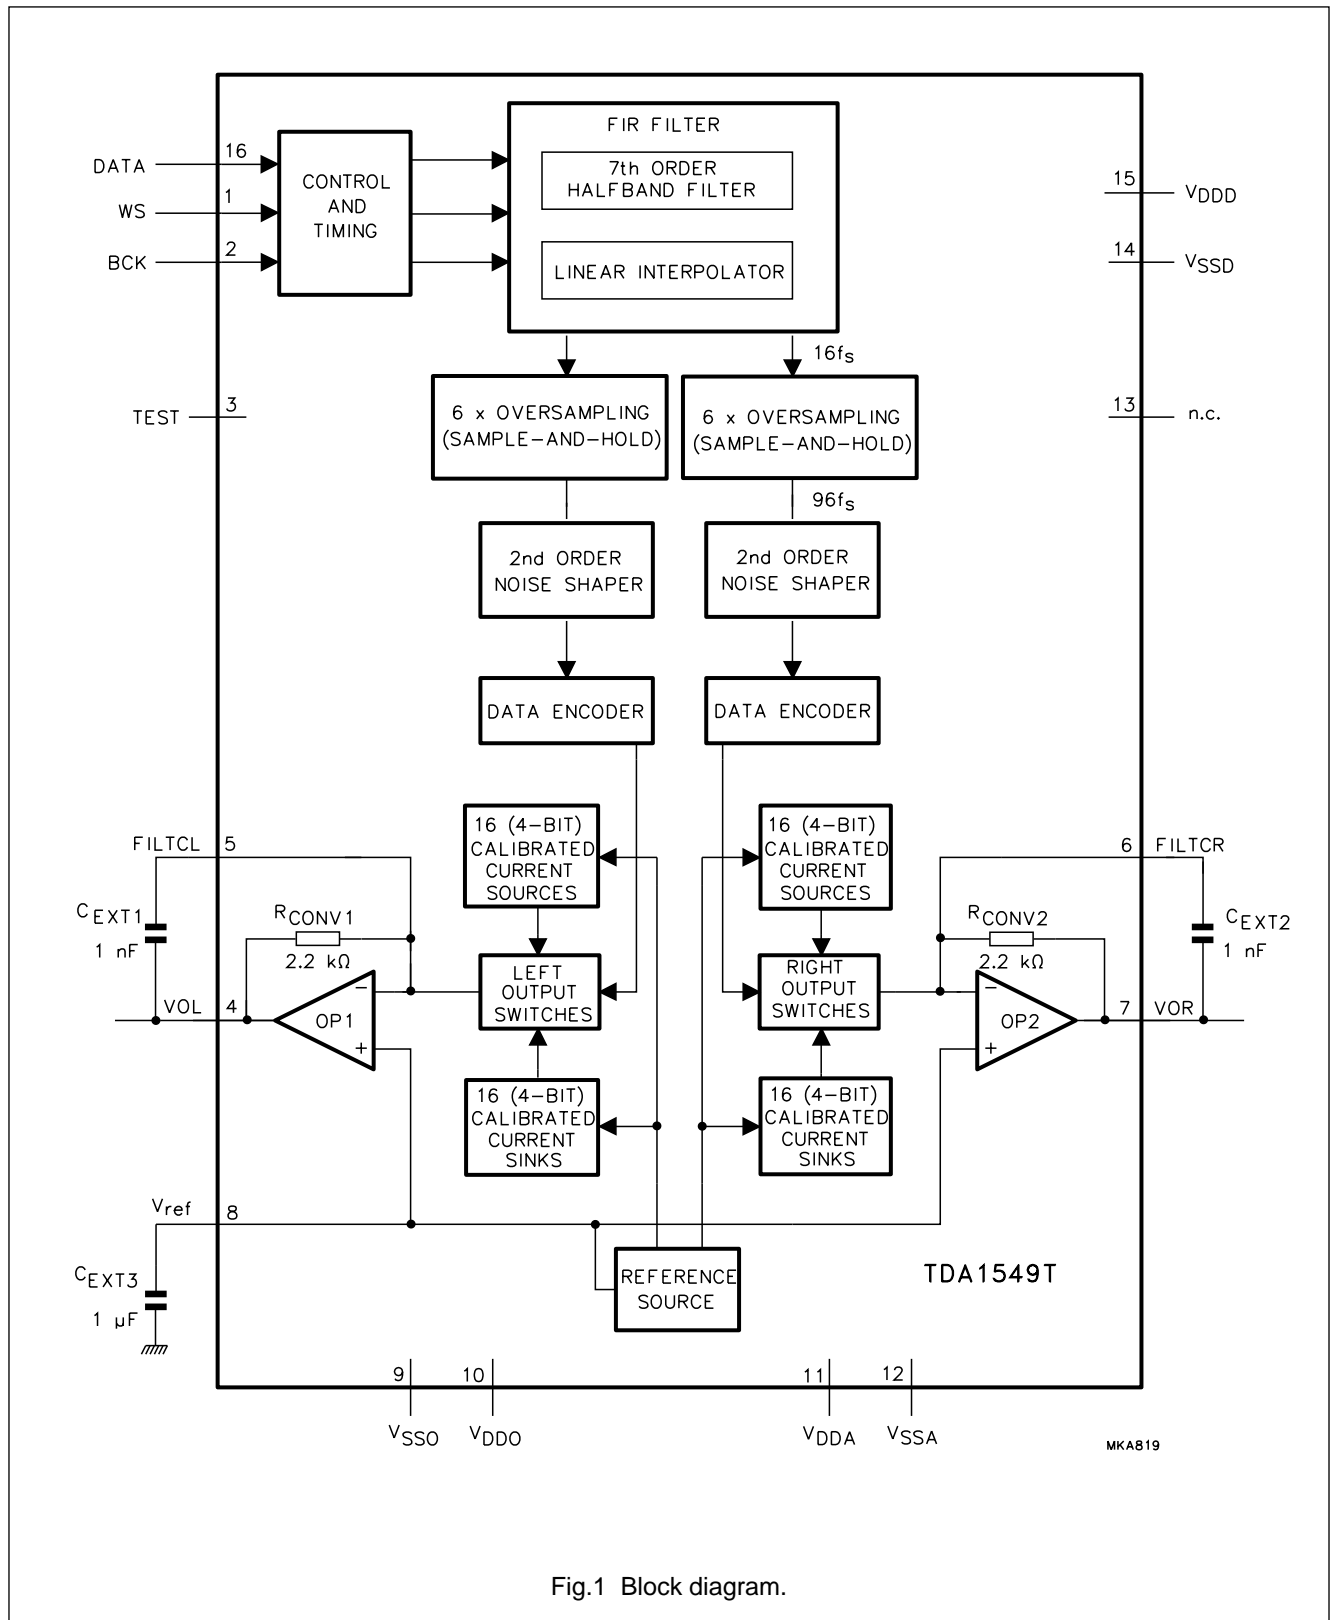 FIR FILTER
7th ORDER
HALFBAND FILTER
LINEAR INTERPOLATOR
DATA
16
WS
1
BCK
2
CONTROL
AND
TIMING
15
VDDD
14
VSSD
16fs
TEST
3
6 x OVERSAMPLING
(SAMPLE-AND-HOLD)
6 x OVERSAMPLING
(SAMPLE-AND-HOLD)
13
n.c.
96fs
2nd ORDER
NOISE SHAPER
2nd ORDER
NOISE SHAPER
DATA ENCODER
DATA ENCODER
FILTCL
5
16 (4-BIT)
CALIBRATED
CURRENT
SOURCES
16 (4-BIT)
CALIBRATED
CURRENT
SOURCES
6
FILTCR
CEXT1
1 nF
RCONV1
2.2 kΩ
RCONV2
2.2 kΩ
CEXT2
1 nF
VOL
4
OP1
−
+
LEFT
OUTPUT
SWITCHES
RIGHT
OUTPUT
SWITCHES
−
+
OP2
7
VOR
16 (4-BIT)
CALIBRATED
CURRENT
SINKS
16 (4-BIT)
CALIBRATED
CURRENT
SINKS
Vref
8
CEXT3
1 µF
REFERENCE
SOURCE
TDA1549T
9
VSSO
10
VDDO
11
VDDA
12
VSSA
MKA819
Fig.1 Block diagram.